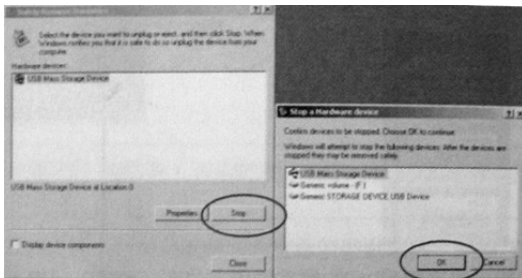 Safely Remove Hardware
Select the device you want to unplug or eject, and then click Stop. When
Windows notifies you that it is safe to do so unplug the device from your
computer.
Hardware devices:
USB Mass Storage Device
USB Mass Storage Device at Location 0
Properties
Stop
Display device components
Close
Stop a Hardware device
Confirm devices to be stopped. Choose OK to continue.
Windows will attempt to stop the following devices. After the devices are
stopped they may be removed safely.
USB Mass Storage Device
Generic volume - (F:)
Generic STORAGE DEVICE USB Device
OK
Cancel